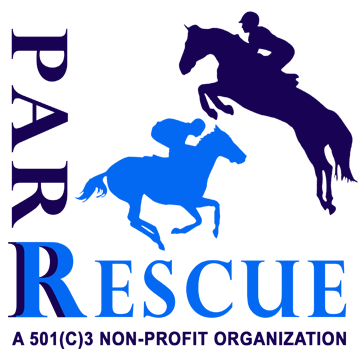 PAR
RESCUE
A 501(C)3 NON-PROFIT ORGANIZATION